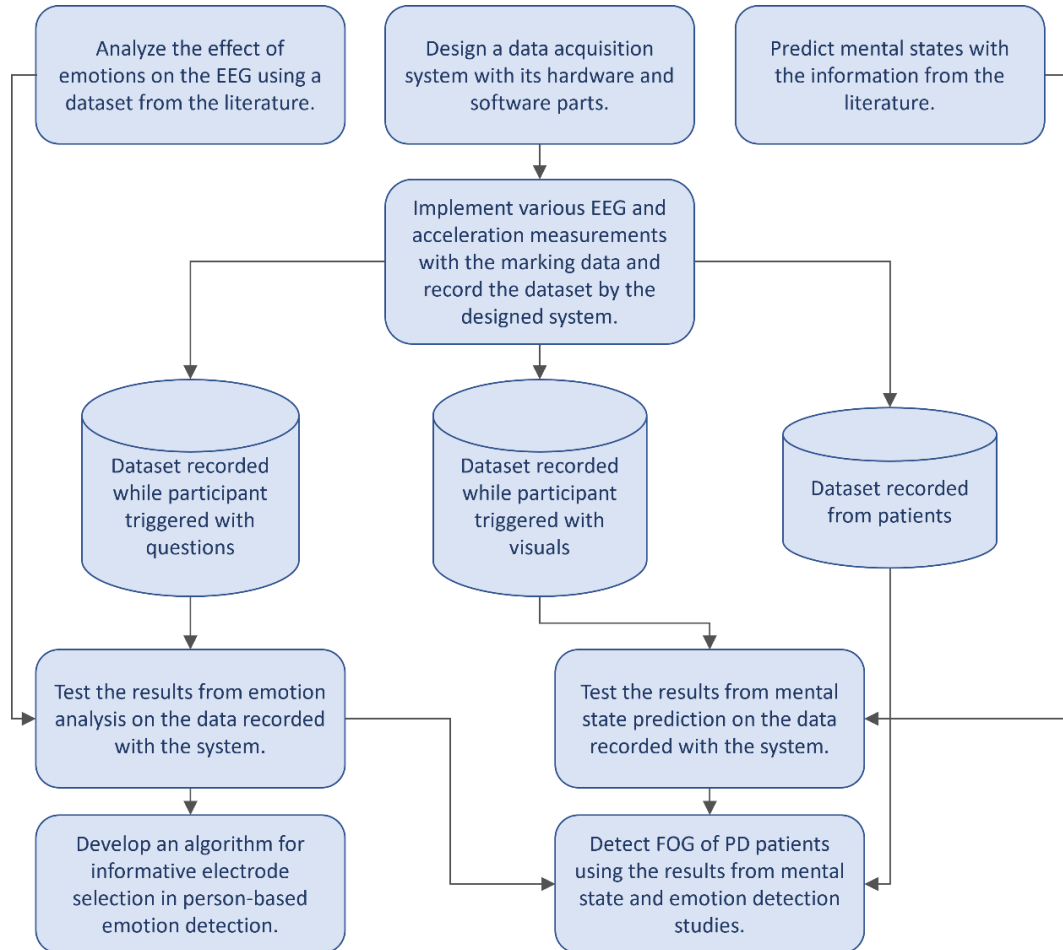 Analyze the effect of
emotions on the EEG using a
dataset from the literature.
Design a data acquisition
system with its hardware and
software parts.
Predict mental states with
the information from the
literature.
Implement various EEG and
acceleration measurements
with the marking data and
record the dataset by the
designed system.
Dataset recorded
while participant
triggered with
questions
Dataset recorded
while participant
triggered with
visuals
Dataset recorded
from patients
Test the results from emotion
analysis on the data recorded
with the system.
Test the results from mental
state prediction on the data
recorded with the system.
Develop an algorithm for
informative electrode
selection in person-based
emotion detection.
Detect FOG of PD patients
using the results from mental
state and emotion detection
studies.